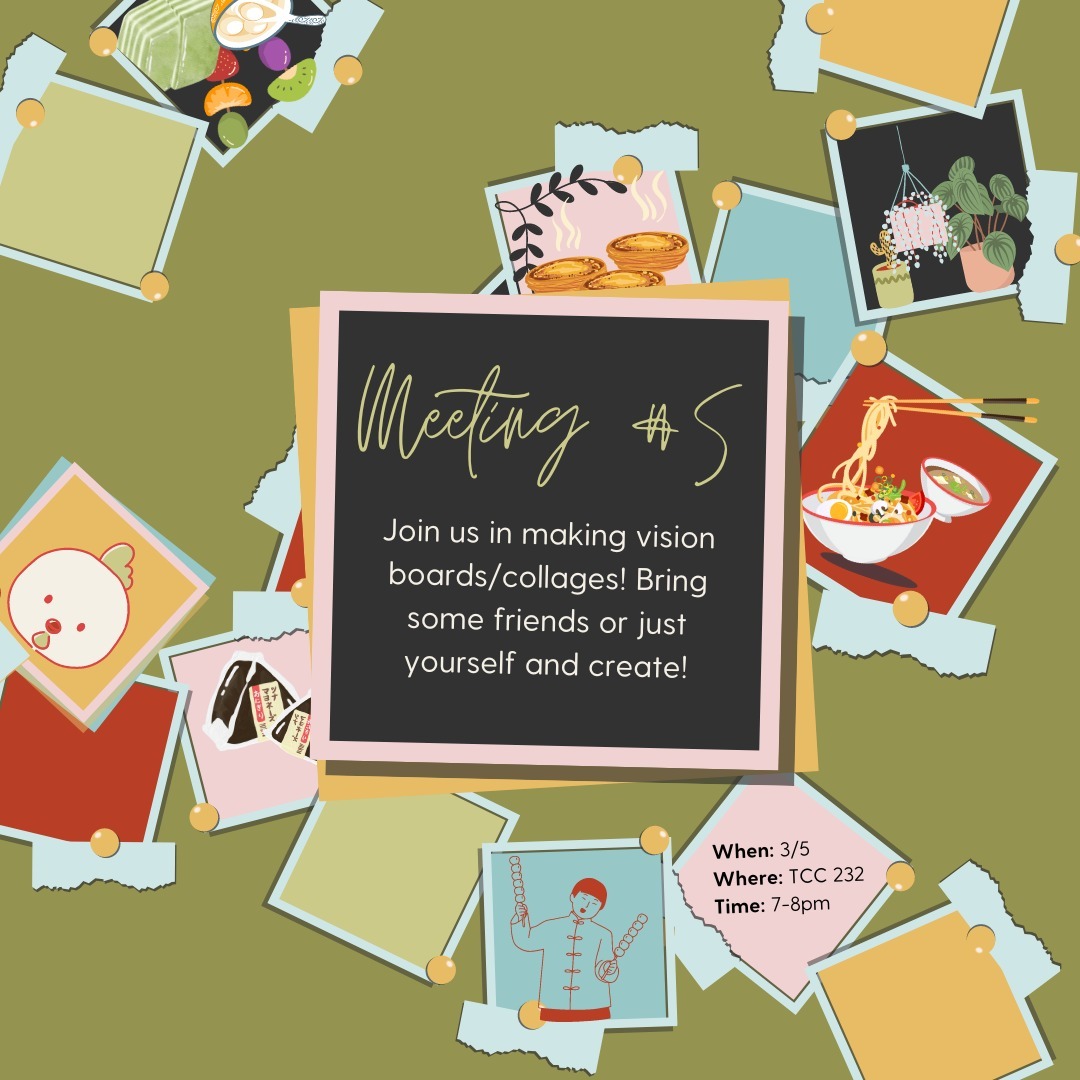 Meeting #5
Join us in making vision
boards/collages! Bring
some friends or just
yourself and create!
When: 3/5
Where: TCC 232
Time: 7-8pm